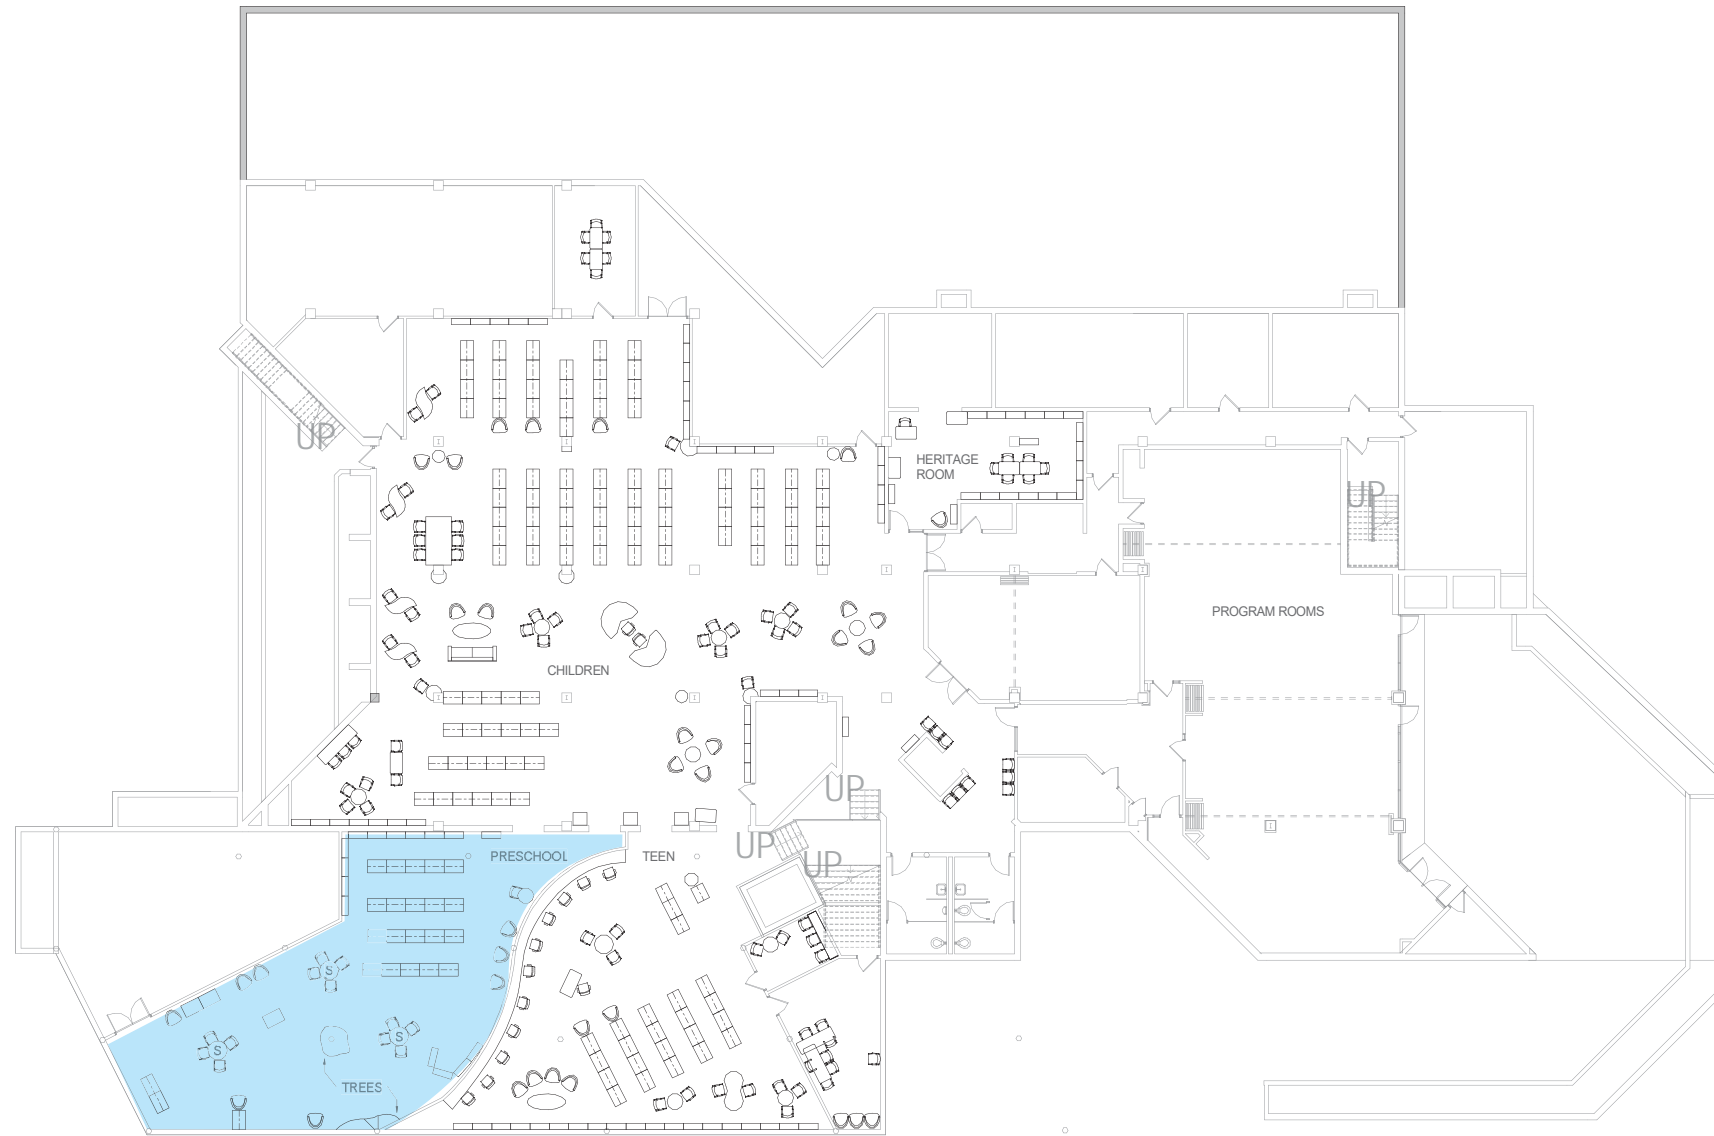 UP
HERITAGE
ROOM
UP
PROGRAM ROOMS
CHILDREN
UP
UP
UP
PRESCHOOL
TEEN
S
S
S
TREES